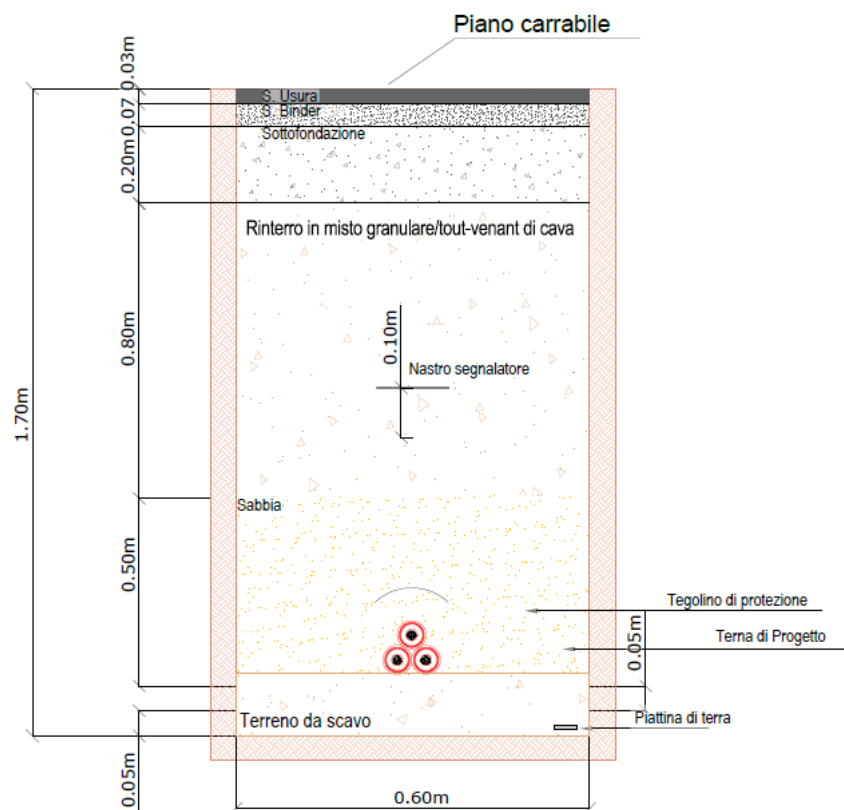 Piano carrabile
0.03m
S. Usura
S. Binder
0.07
Sottofondazione
0.20m
Rinterro in misto granulare/tout-venant di cava
0.80m
0.10m
Nastro segnalatore
1.70m
Sabbia
0.50m
Tegolino di protezione
Terna di Progetto
0.05m
Terreno da scavo
Piattina di terra
0.05m
0.60m